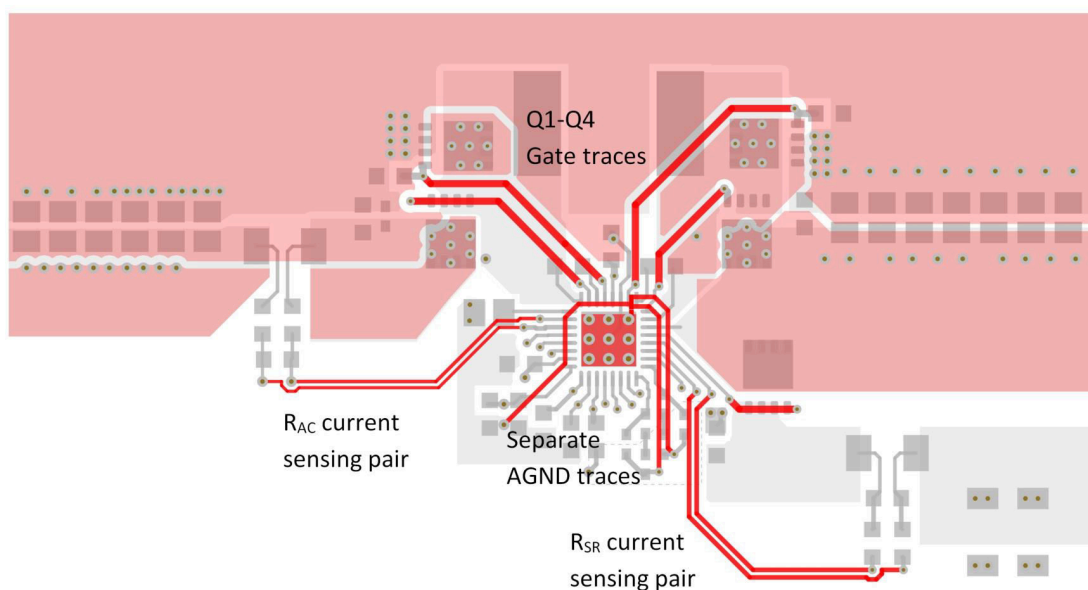 Q1-Q4
Gate traces
RAC current
sensing pair
Separate
AGND traces
RSR current
sensing pair